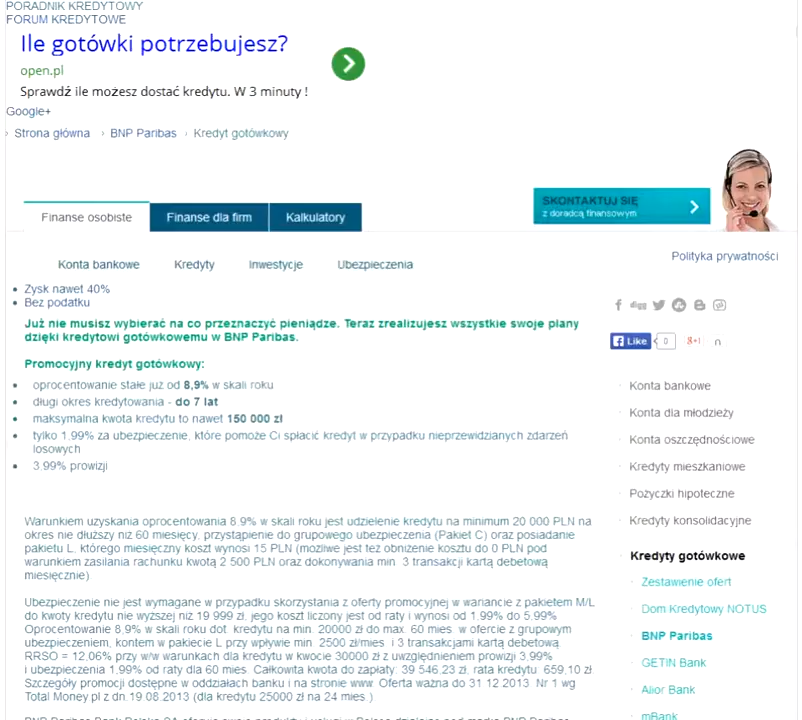 PORADNIK KREDYTOWY
FORUM KREDYTOWE
Ile gotówki potrzebujesz?
open.pl
Sprawdź ile możesz dostać kredytu. W 3 minuty !
Google+
Strona główna › BNP Paribas › Kredyt gotówkowy
SKONTAKTUJ SIĘ
z doradcą finansowym
Finanse osobiste
Finanse dla firm
Kalkulatory
Polityka prywatności
Konta bankowe
Kredyty
Inwestycje
Ubezpieczenia
Zysk nawet 40%
Bez podatku
Już nie musisz wybierać na co przeznaczyć pieniądze. Teraz zrealizujesz wszystkie swoje plany
dzięki kredytowi gotówkowemu w BNP Paribas.
Promocyjny kredyt gotówkowy:
oprocentowanie stałe już od 8,9% w skali roku
długi okres kredytowania - do 7 lat
maksymalna kwota kredytu to nawet 150 000 zł
tylko 1.99% za ubezpieczenie, które pomoże Ci spłacić kredyt w przypadku nieprzewidzianych zdarzeń
losowych
3.99% prowizji
Warunkiem uzyskania oprocentowania 8.9% w skali roku jest udzielenie kredytu na minimum 20 000 PLN na
okres nie dłuższy niż 60 miesięcy, przystąpienie do grupowego ubezpieczenia (Pakiet C) oraz posiadanie
pakietu L, którego miesięczny koszt wynosi 15 PLN (możliwe jest też obniżenie kosztu do 0 PLN pod
warunkiem zasilania rachunku kwotą 2 500 PLN oraz dokonywania min. 3 transakcji kartą debetową
miesięcznie)
Ubezpieczenie nie jest wymagane w przypadku skorzystania z oferty promocyjnej w wariancie z pakietem M/L
do kwoty kredytu nie wyższej niż 19 999 zł, jego koszt liczony jest od raty i wynosi od 1.99% do 5,99%
Oprocentowanie 8,9% w skali roku dot. kredytu na min. 20000 zł do max. 60 mies. w ofercie z grupowym
ubezpieczeniem, kontem w pakiecie L przy wpływie min. 2500 zł/mies. i 3 transakcjami kartą debetową.
RRSO = 12,06% przy w/w warunkach dla kredytu w kwocie 30000 zł z uwzględnieniem prowizji 3,99%
i ubezpieczenia 1.99% od raty dla 60 mies. Całkowita kwota do zapłaty: 39 546,23 zł, rata kredytu: 659,10 zł.
Szczegóły promocji dostępne w oddziałach banku i na stronie www. Oferta ważna do 31.12.2013. Nr 1 wg
Total Money.pl z dn.19.08.2013 (dla kredytu 25000 zł na 24 mies.)
digg
Like
0
g+1
Konta bankowe
Konta dla młodzieży
Konta oszczędnościowe
Kredyty mieszkaniowe
Pożyczki hipoteczne
Kredyty konsolidacyjne
Kredyty gotówkowe
Zestawienie ofert
Dom Kredytowy NOTUS
BNP Paribas
GETIN Bank
Alior Bank
mBank